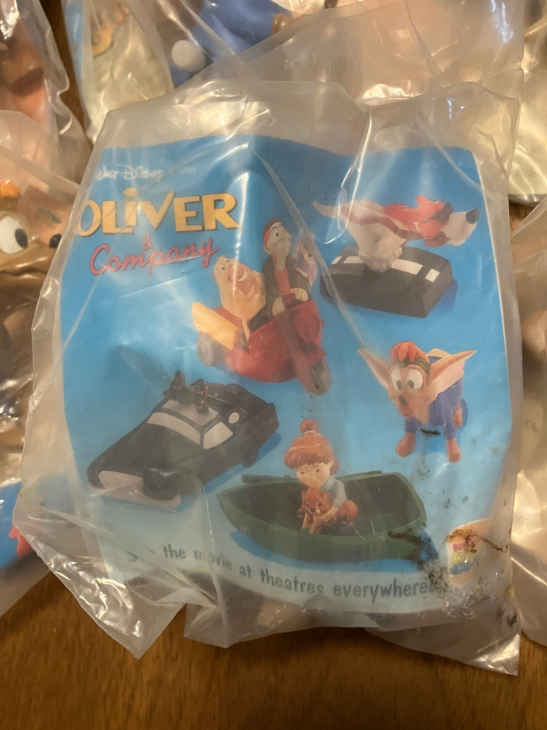 WALT DISNEY
OLIVER
&
Company
the movie at theatres everywhere